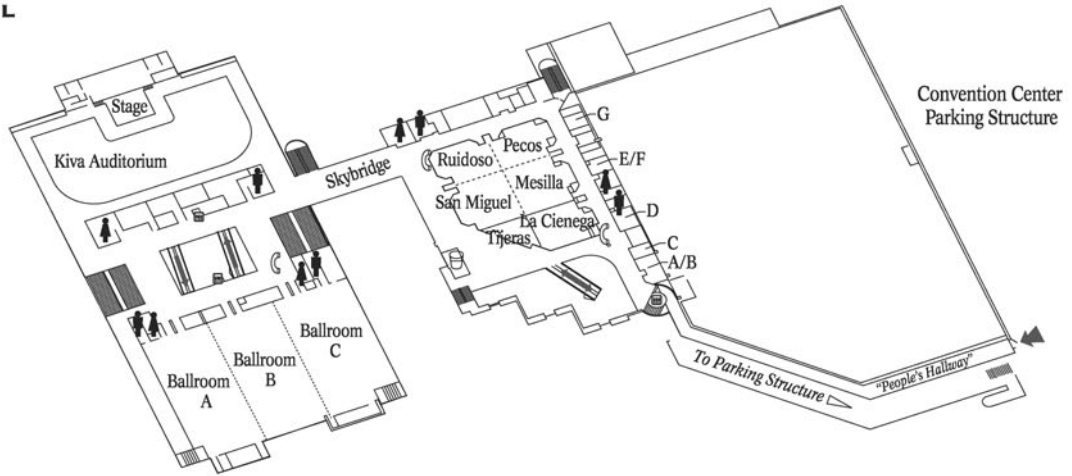 L
Stage
Kiva Auditorium
Skybridge
Ruidoso
Pecos
San Miguel
Mesilla
La Cienega
Tijeras
G
E/F
D
C
A/B
Convention Center
Parking Structure
Ballroom
A
Ballroom
B
Ballroom
C
To Parking Structure
"People's Hallway"